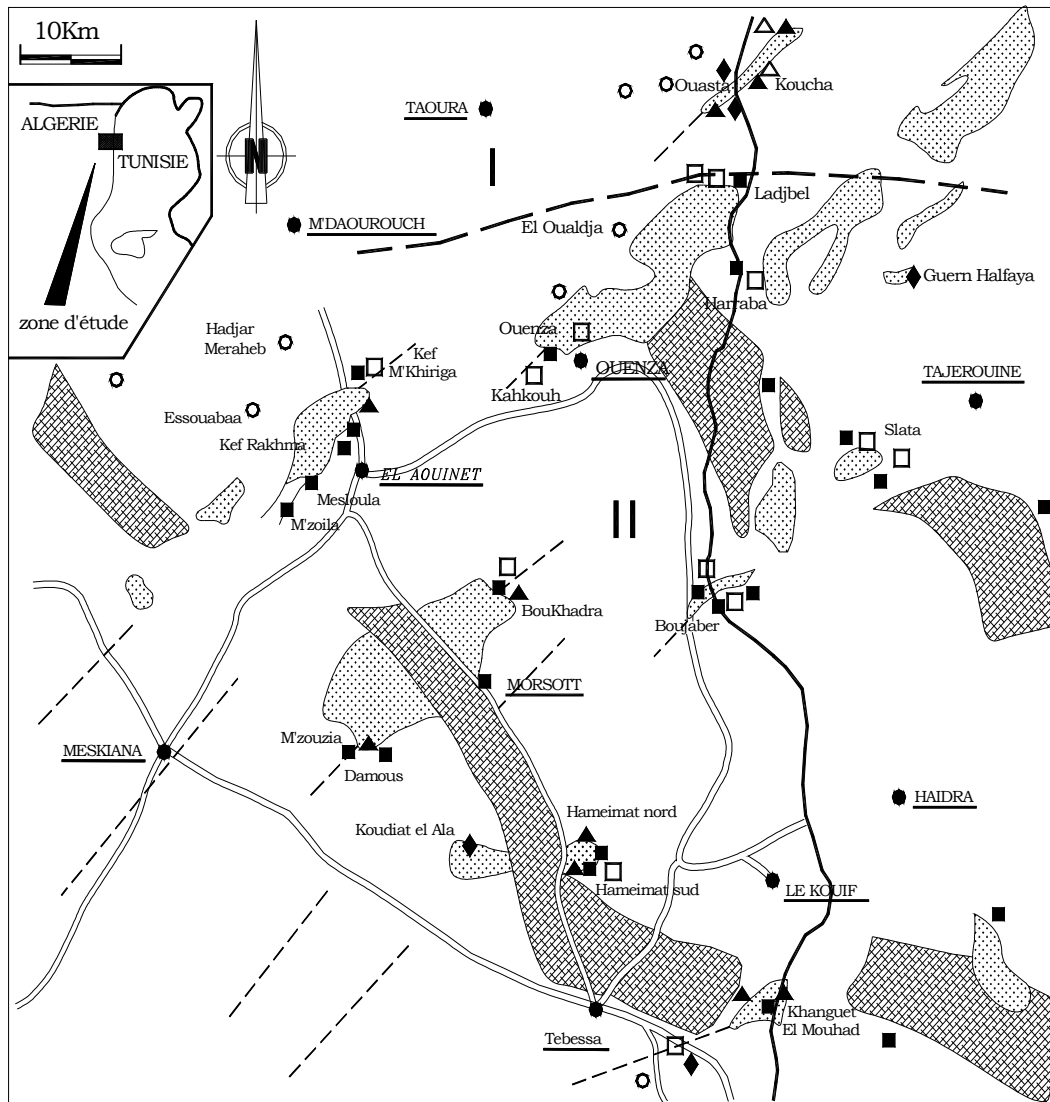 10Km
ALGERIE
TUNISIE
zone d'étude
N
TAOURA
I
Ouasta
Koucha
Ladjbel
M'DAOUROUCH
El Oualdja
Guern Halfaya
Harraba
Hadjar
Meraheb
Kef
M'Khiriga
Ouenza
OUENZA
Kahkouh
TAJEROUINE
Essouabaa
Kef Rakhma
Slata
EL AOUINET
Mesloula
M'zoila
II
BouKhadra
Boujaber
MORSOTT
M'zouzia
MESKIANA
Damous
HAIDRA
Hameimat nord
Koudiat el Ala
Hameimat sud
LE KOUIF
Khanguet
El Mouhad
Tebessa